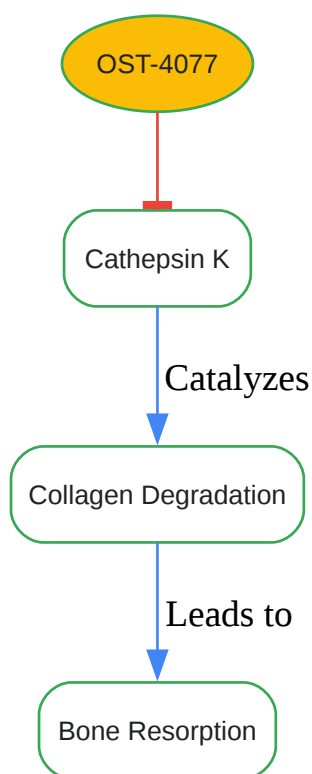 OST-4077
Cathepsin K
Catalyzes
Collagen Degradation
Leads to
Bone Resorption